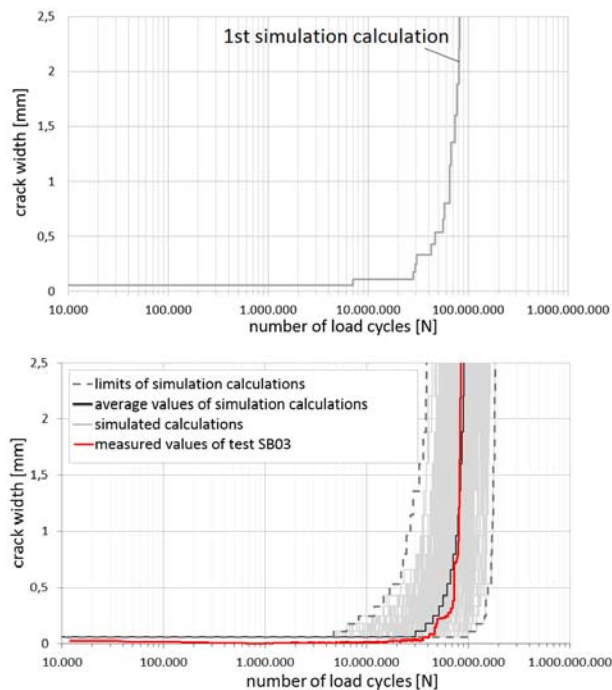 2,5
1st simulation calculation
2
1,5
1
0,5
0
crack width [mm]
10.000 100.000 1.000.000 10.000.000 100.000.000 1.000.000.000
number of load cycles [N]
2,5
limits of simulation calculations
average values of simulation calculations
2
simulated calculations
measured values of test SB03
1,5
1
0,5
0
crack width [mm]
10.000 100.000 1.000.000 10.000.000 100.000.000 1.000.000.000
number of load cycles [N]